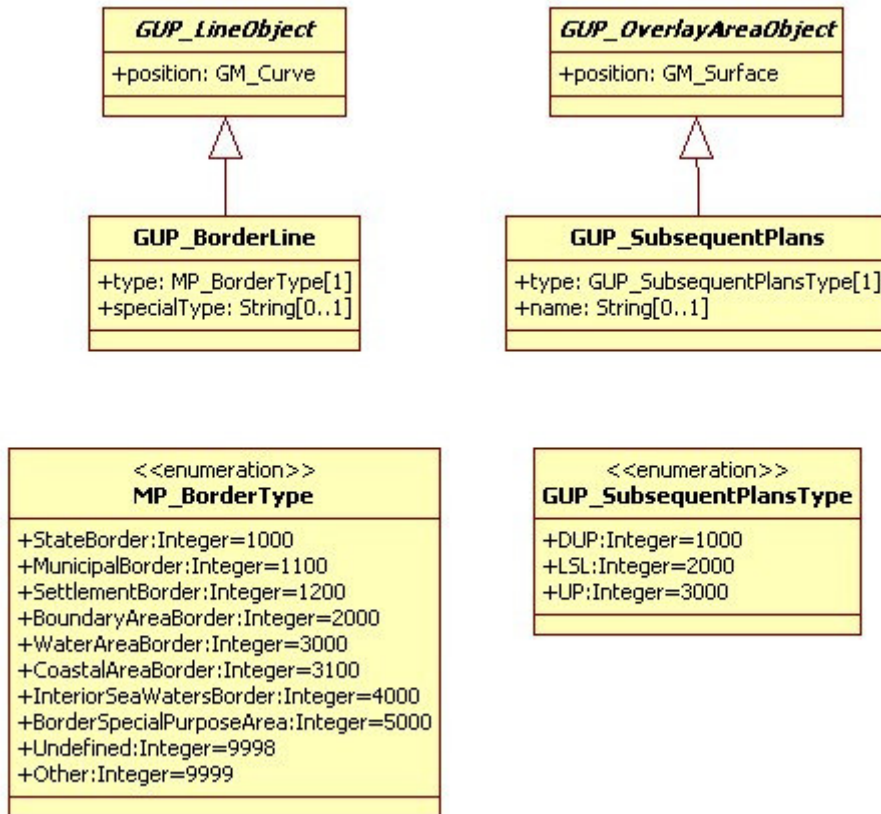 GUP_LineObject
+position: GM_Curve
GUP_OverlayAreaObject
+position: GM_Surface
GUP_BorderLine
+type: MP_BorderType[1]
+specialType: String[0..1]
GUP_SubsequentPlans
+type: GUP_SubsequentPlansType[1]
+name: String[0..1]
<<enumeration>>
MP_BorderType
+StateBorder:Integer=1000
+MunicipalBorder:Integer=1100
+SettlementBorder:Integer=1200
+BoundaryAreaBorder:Integer=2000
+WaterAreaBorder:Integer=3000
+CoastalAreaBorder:Integer=3100
+InteriorSeaWatersBorder:Integer=4000
+BorderSpecialPurposeArea:Integer=5000
+Undefined:Integer=9998
+Other:Integer=9999
<<enumeration>>
GUP_SubsequentPlansType
+DUP:Integer=1000
+LSL:Integer=2000
+UP:Integer=3000